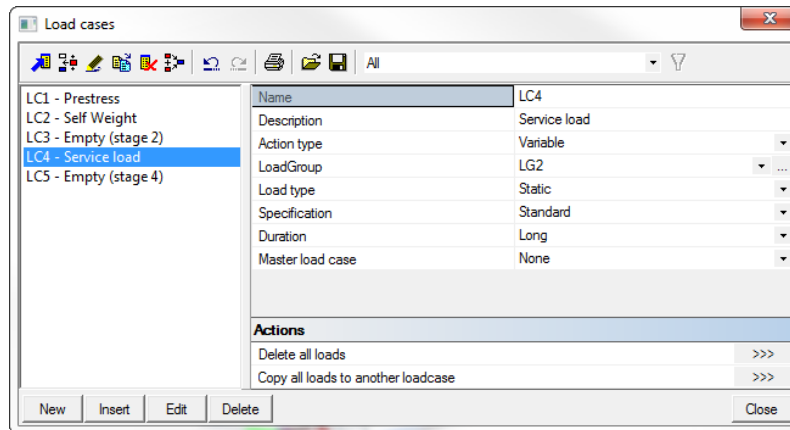 Load cases
All
LC1 - Prestress
LC2 - Self Weight
LC3 - Empty (stage 2)
LC4 - Service load
LC5 - Empty (stage 4)
Name LC4
Description Service load
Action type Variable
LoadGroup LG2 ...
Load type Static
Specification Standard
Duration Long
Master load case None
Actions
Delete all loads >>>
Copy all loads to another loadcase >>>
New Insert Edit Delete Close